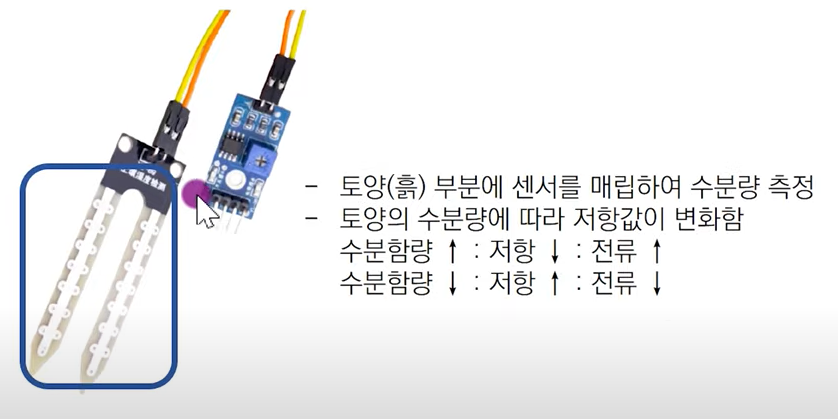 - 토양(흙) 부분에 센서를 매립하여 수분량 측정
- 토양의 수분량에 따라 저항값이 변화함
수분함량 ↑ : 저항 ↓ : 전류 ↑
수분함량 ↓ : 저항 ↑ : 전류 ↓